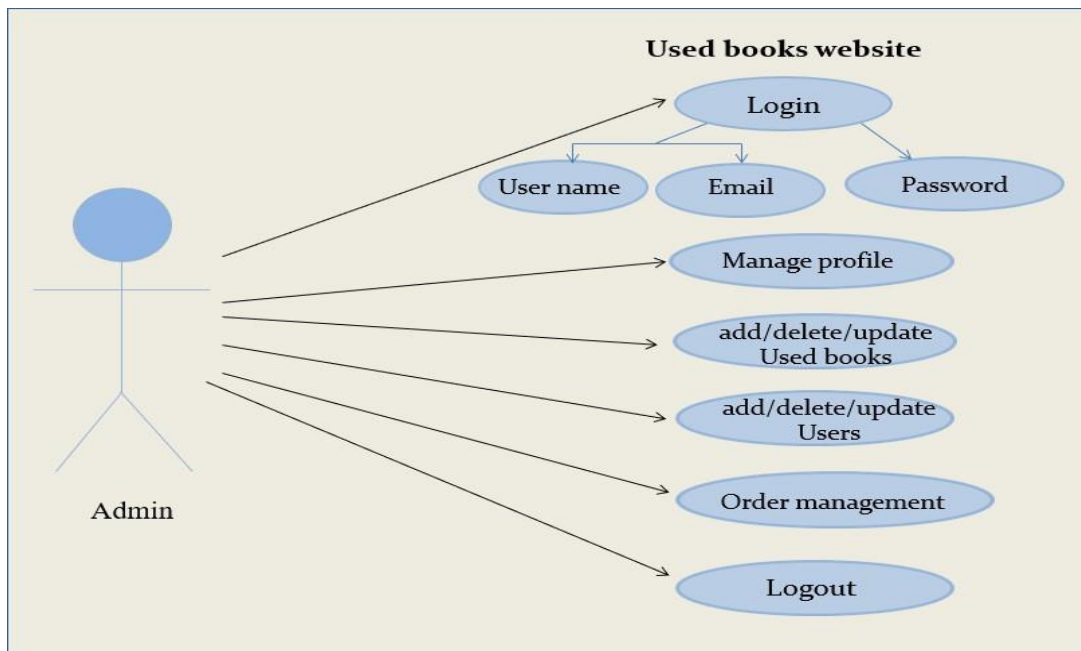 Used books website
Login
User name
Email
Password
Manage profile
add/delete/update
Used books
add/delete/update
Users
Order management
Logout
Admin